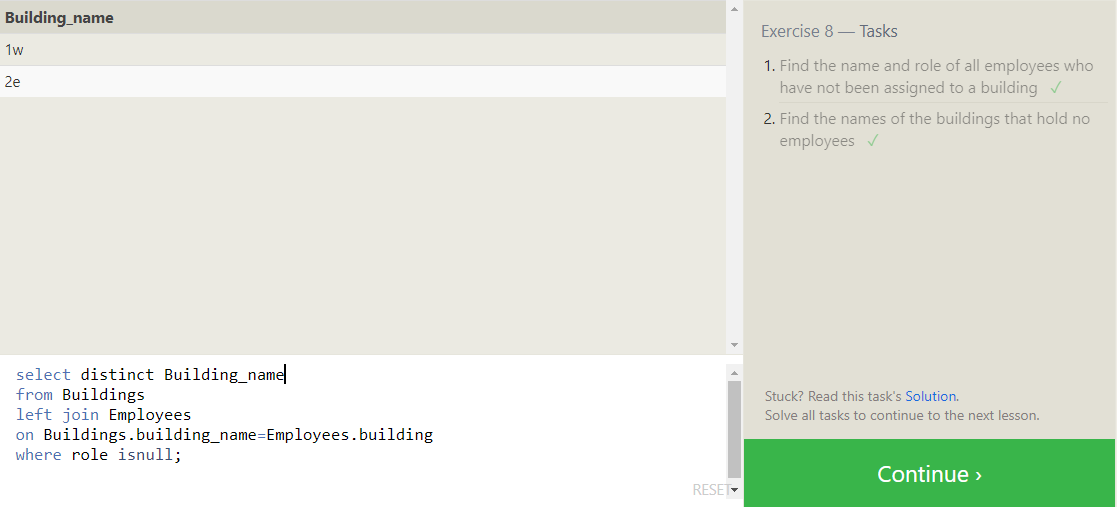 Building_name
1w
2e
select distinct Building_name
from Buildings
left join Employees
on Buildings.building_name=Employees.building
where role isnull;
RESET
Exercise 8 — Tasks
1. Find the name and role of all employees who
have not been assigned to a building ✓
2. Find the names of the buildings that hold no
employees ✓
Stuck? Read this task's Solution.
Solve all tasks to continue to the next lesson.
Continue ›